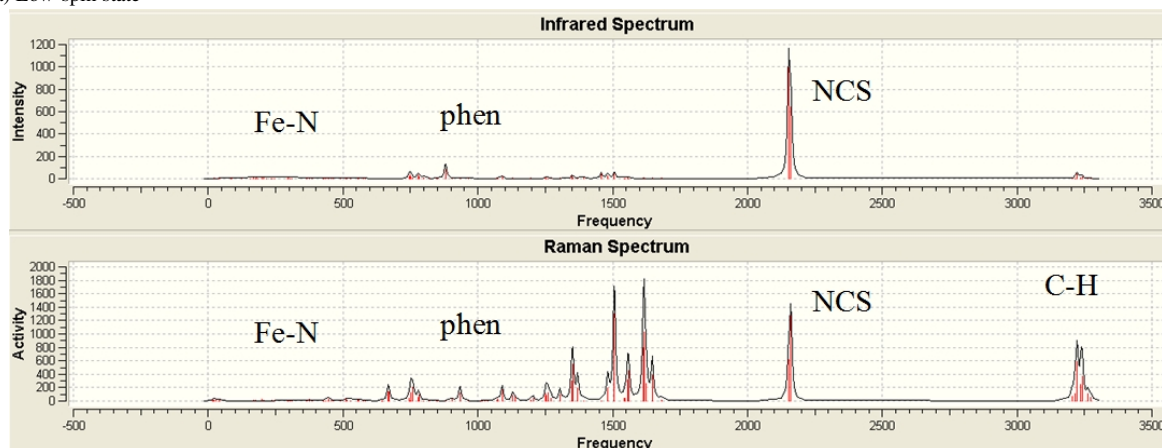 Low-spin state
Infrared Spectrum
1200
1000
800
600
400
200
0
Intensity
Fe-N
phen
NCS
-500
0
500
1000
1500
2000
2500
3000
3500
Frequency
Raman Spectrum
2000
1800
1600
1400
1200
1000
800
600
400
200
0
Activity
Fe-N
phen
NCS
C-H
-500
0
500
1000
1500
2000
2500
3000
3500
Frequency